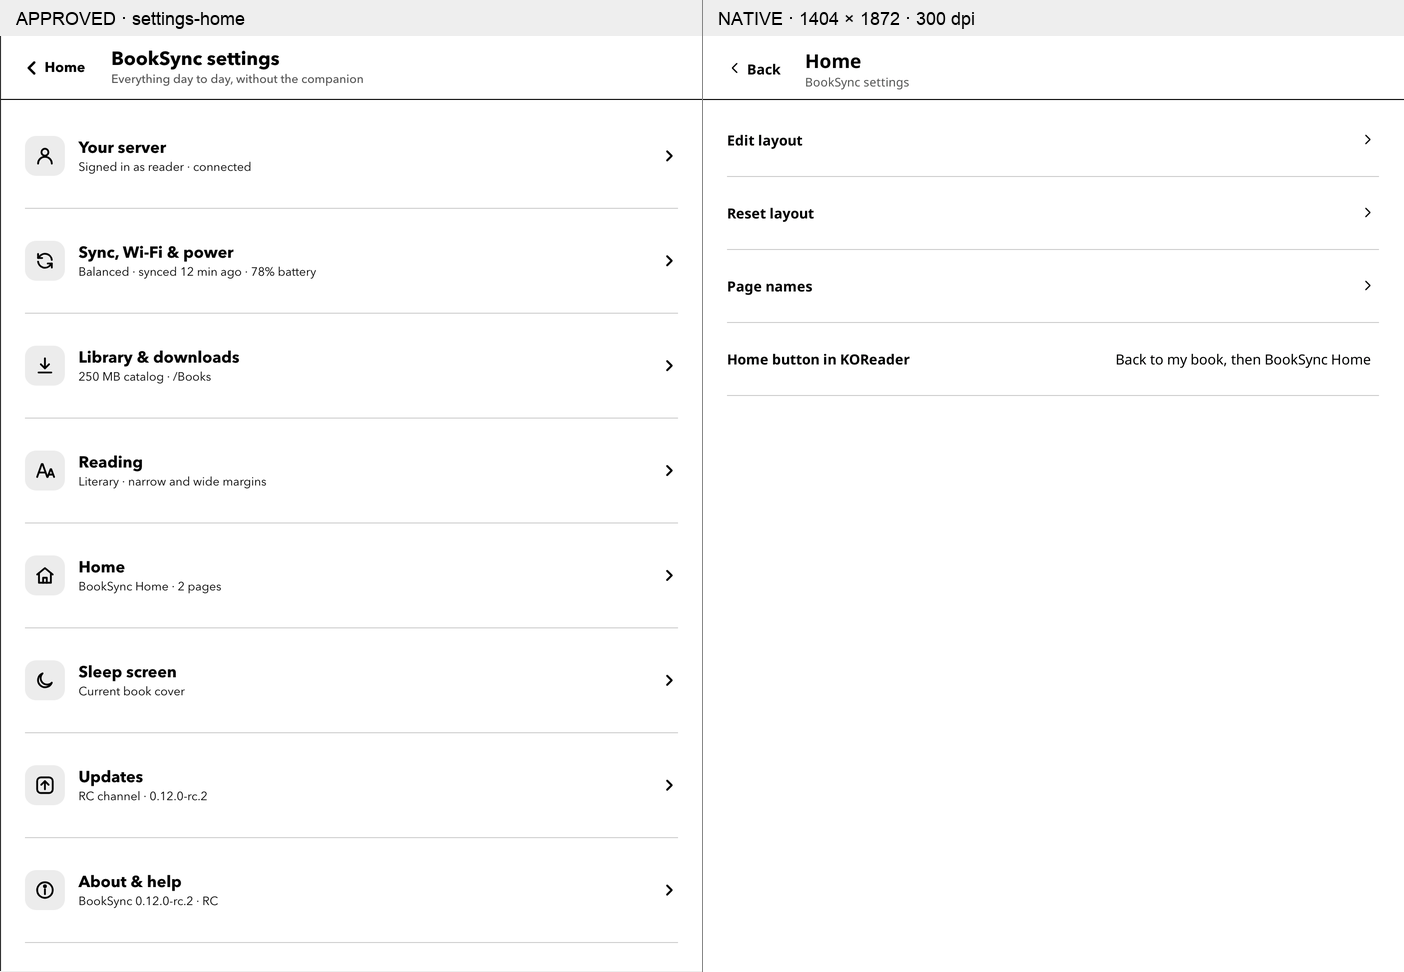 APPROVED · settings-home
Home
BookSync settings
Everything day to day, without the companion
Your server
Signed in as reader · connected
Sync, Wi-Fi & power
Balanced · synced 12 min ago · 78% battery
Library & downloads
250 MB catalog · /Books
Reading
Literary · narrow and wide margins
Home
BookSync Home · 2 pages
Sleep screen
Current book cover
Updates
RC channel · 0.12.0-rc.2
About & help
BookSync 0.12.0-rc.2 · RC
NATIVE · 1404 × 1872 · 300 dpi
Back
Home
BookSync settings
Edit layout
Reset layout
Page names
Home button in KOReader Back to my book, then BookSync Home